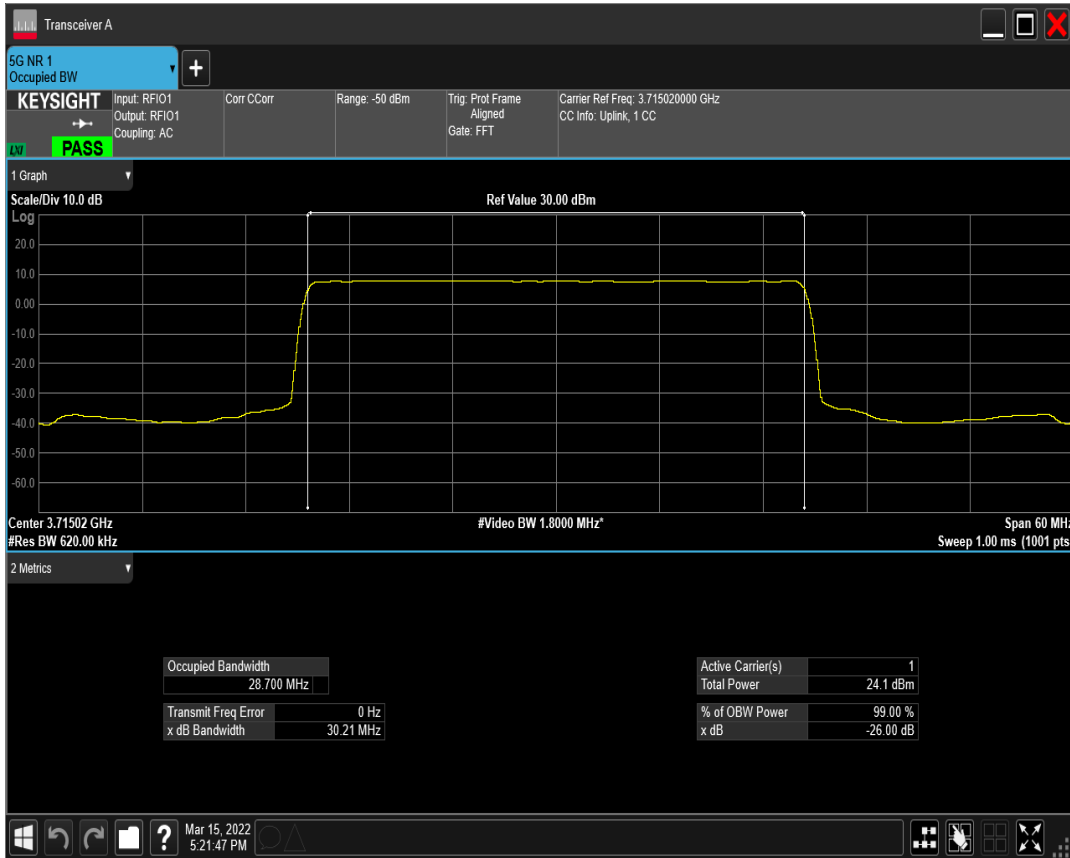 Transceiver A
5G NR 1
Occupied BW
+
KEYSIGHT
LXI
PASS
Input: RFIO1
Output: RFIO1
Coupling: AC
Corr CCorr
Range: -50 dBm
Trig: Prot Frame
Aligned
Gate: FFT
Carrier Ref Freq: 3.715020000 GHz
CC Info: Uplink, 1 CC
1 Graph
Scale/Div 10.0 dB
Ref Value 30.00 dBm
Log
20.0
10.0
0.00
-10.0
-20.0
-30.0
-40.0
-50.0
-60.0
Center 3.71502 GHz
#Video BW 1.8000 MHz*
Span 60 MHz
#Res BW 620.00 kHz
Sweep 1.00 ms (1001 pts
2 Metrics
Occupied Bandwidth
28.700 MHz
Transmit Freq Error 0 Hz
x dB Bandwidth 30.21 MHz
Active Carrier(s) 1
Total Power 24.1 dBm
% of OBW Power 99.00 %
x dB -26.00 dB
?
Mar 15, 2022
5:21:47 PM